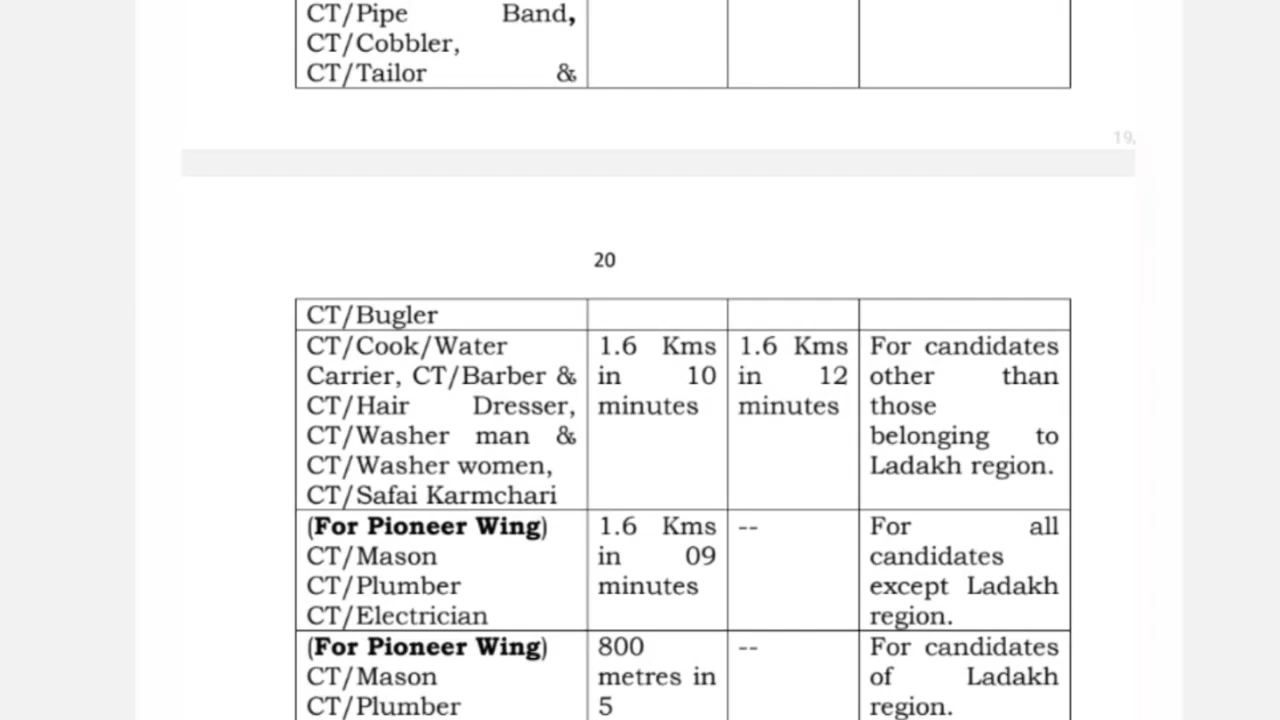 CT/Pipe Band,
CT/Cobbler,
CT/Tailor &
19,
20
CT/Bugler
CT/Cook/Water
Carrier, CT/Barber &
CT/Hair Dresser,
CT/Washer man &
CT/Washer women,
CT/Safai Karmchari
1.6 Kms
in 10
minutes
1.6 Kms
in 12
minutes
For candidates
other than
those
belonging to
Ladakh region.
(For Pioneer Wing)
CT/Mason
CT/Plumber
CT/Electrician
1.6 Kms
in 09
minutes
--
For all
candidates
except Ladakh
region.
(For Pioneer Wing)
CT/Mason
CT/Plumber
800
metres in
5
--
For candidates
of Ladakh
region.